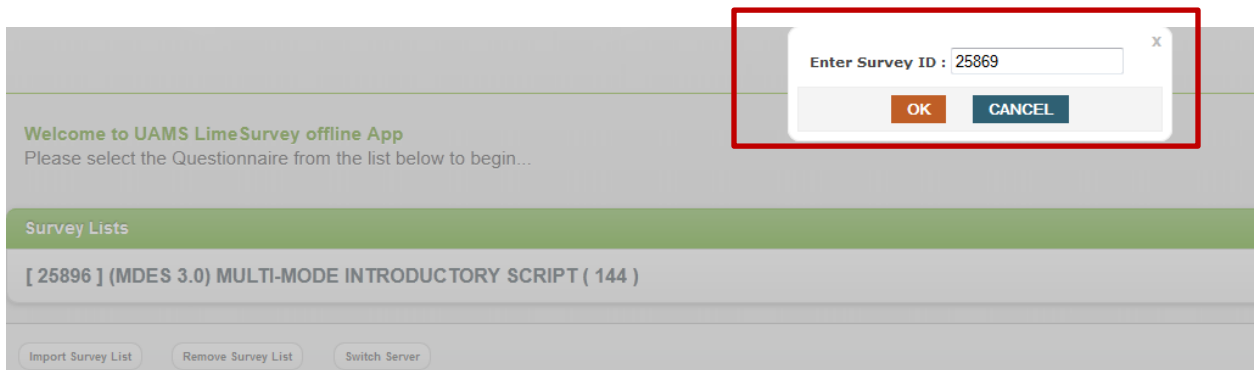 x
Enter Survey ID : 25869
OK CANCEL
Welcome to UAMS LimeSurvey offline App
Please select the Questionnaire from the list below to begin...
Survey Lists
[ 25896 ] (MDES 3.0) MULTI-MODE INTRODUCTORY SCRIPT ( 144 )
Import Survey List Remove Survey List Switch Server